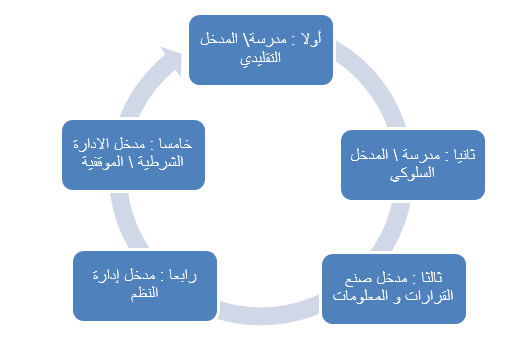 أولا : مدرسة\ المدخل
التقليدي
ثانيا : مدرسة \ المدخل
السلوكي
ثالثا : مدخل صنع
القرارات و المعلومات
رابعا : مدخل إدارة
النظم
خامسا : مدخل الادارة
الشرطية \ الموقفية